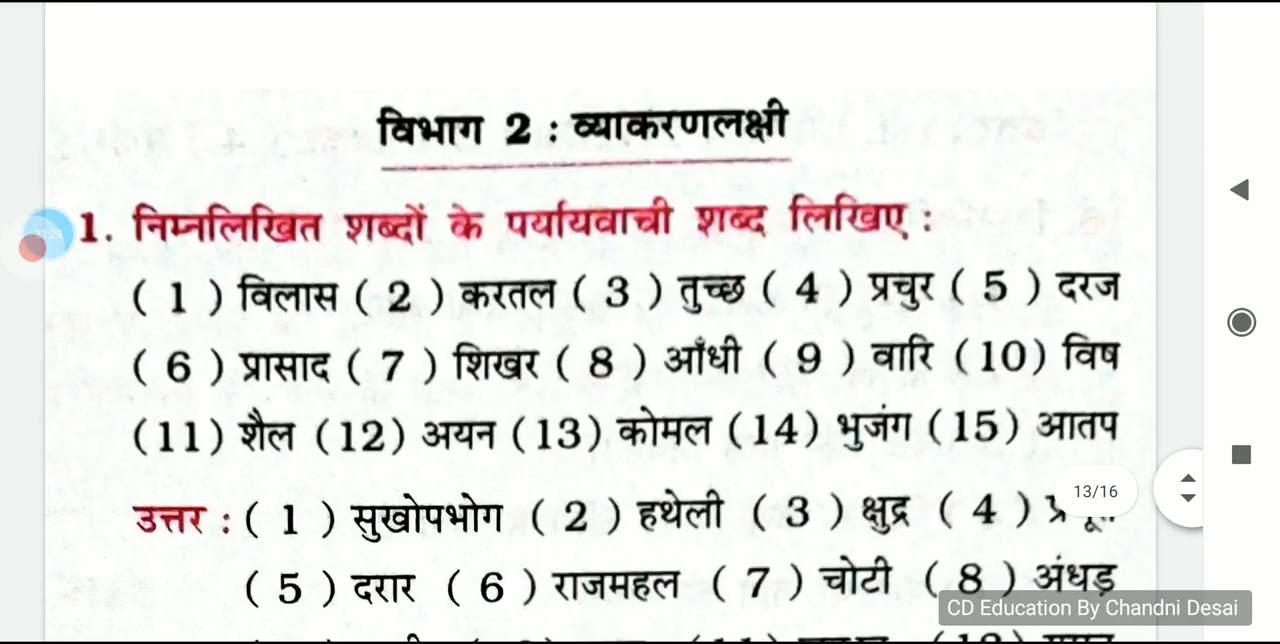 विभाग 2 : व्याकरणलक्षी
31:29
1. निम्नलिखित शब्दों के पर्यायवाची शब्द लिखिए :
( 1 ) विलास ( 2 ) करतल ( 3 ) तुच्छ ( 4 ) प्रचुर ( 5 ) दरज
( 6 ) प्रासाद ( 7 ) शिखर ( 8 ) आँधी ( 9 ) वारि (10) विष
(11) शैल (12) अयन (13) कोमल (14) भुजंग (15) आतप
13/16
उत्तर : ( 1 ) सुखोपभोग ( 2 ) हथेली ( 3 ) क्षुद्र ( 4 )
( 5 ) दरार ( 6 ) राजमहल ( 7 ) चोटी ( 8 ) अंधड़
CD Education By Chandni Desai